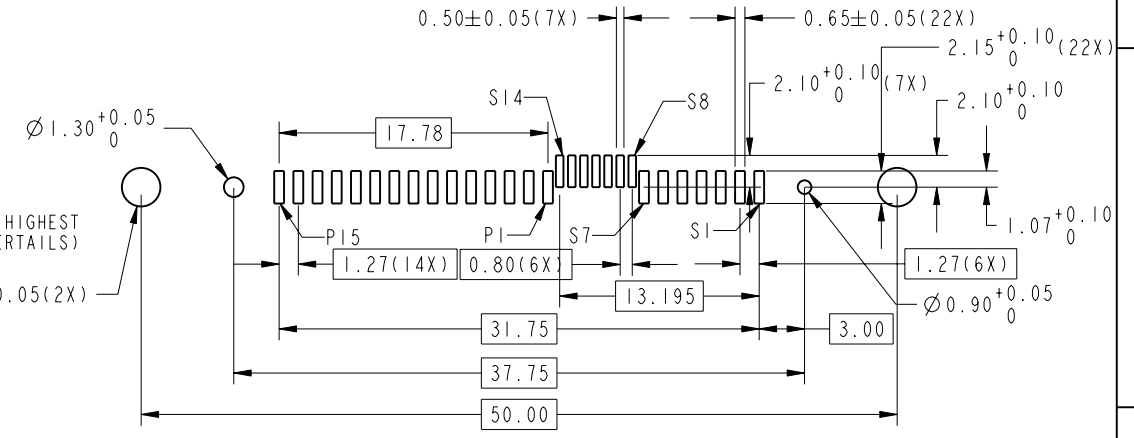 0.50±0.05(7X)
0.65±0.05(22X)
2.15 +0.10 0 (22X)
2.10 +0.10 0 (7X)
2.10 +0.10 0
S14
S8
Ø1.30 +0.05 0
17.78
HIGHEST
ERTAILS)
P15
P1
S7
S1
1.07 +0.10 0
1.27(14X)
0.80(6X)
1.27(6X)
0.05(2X)
13.195
Ø0.90 +0.05 0
31.75
3.00
37.75
50.00